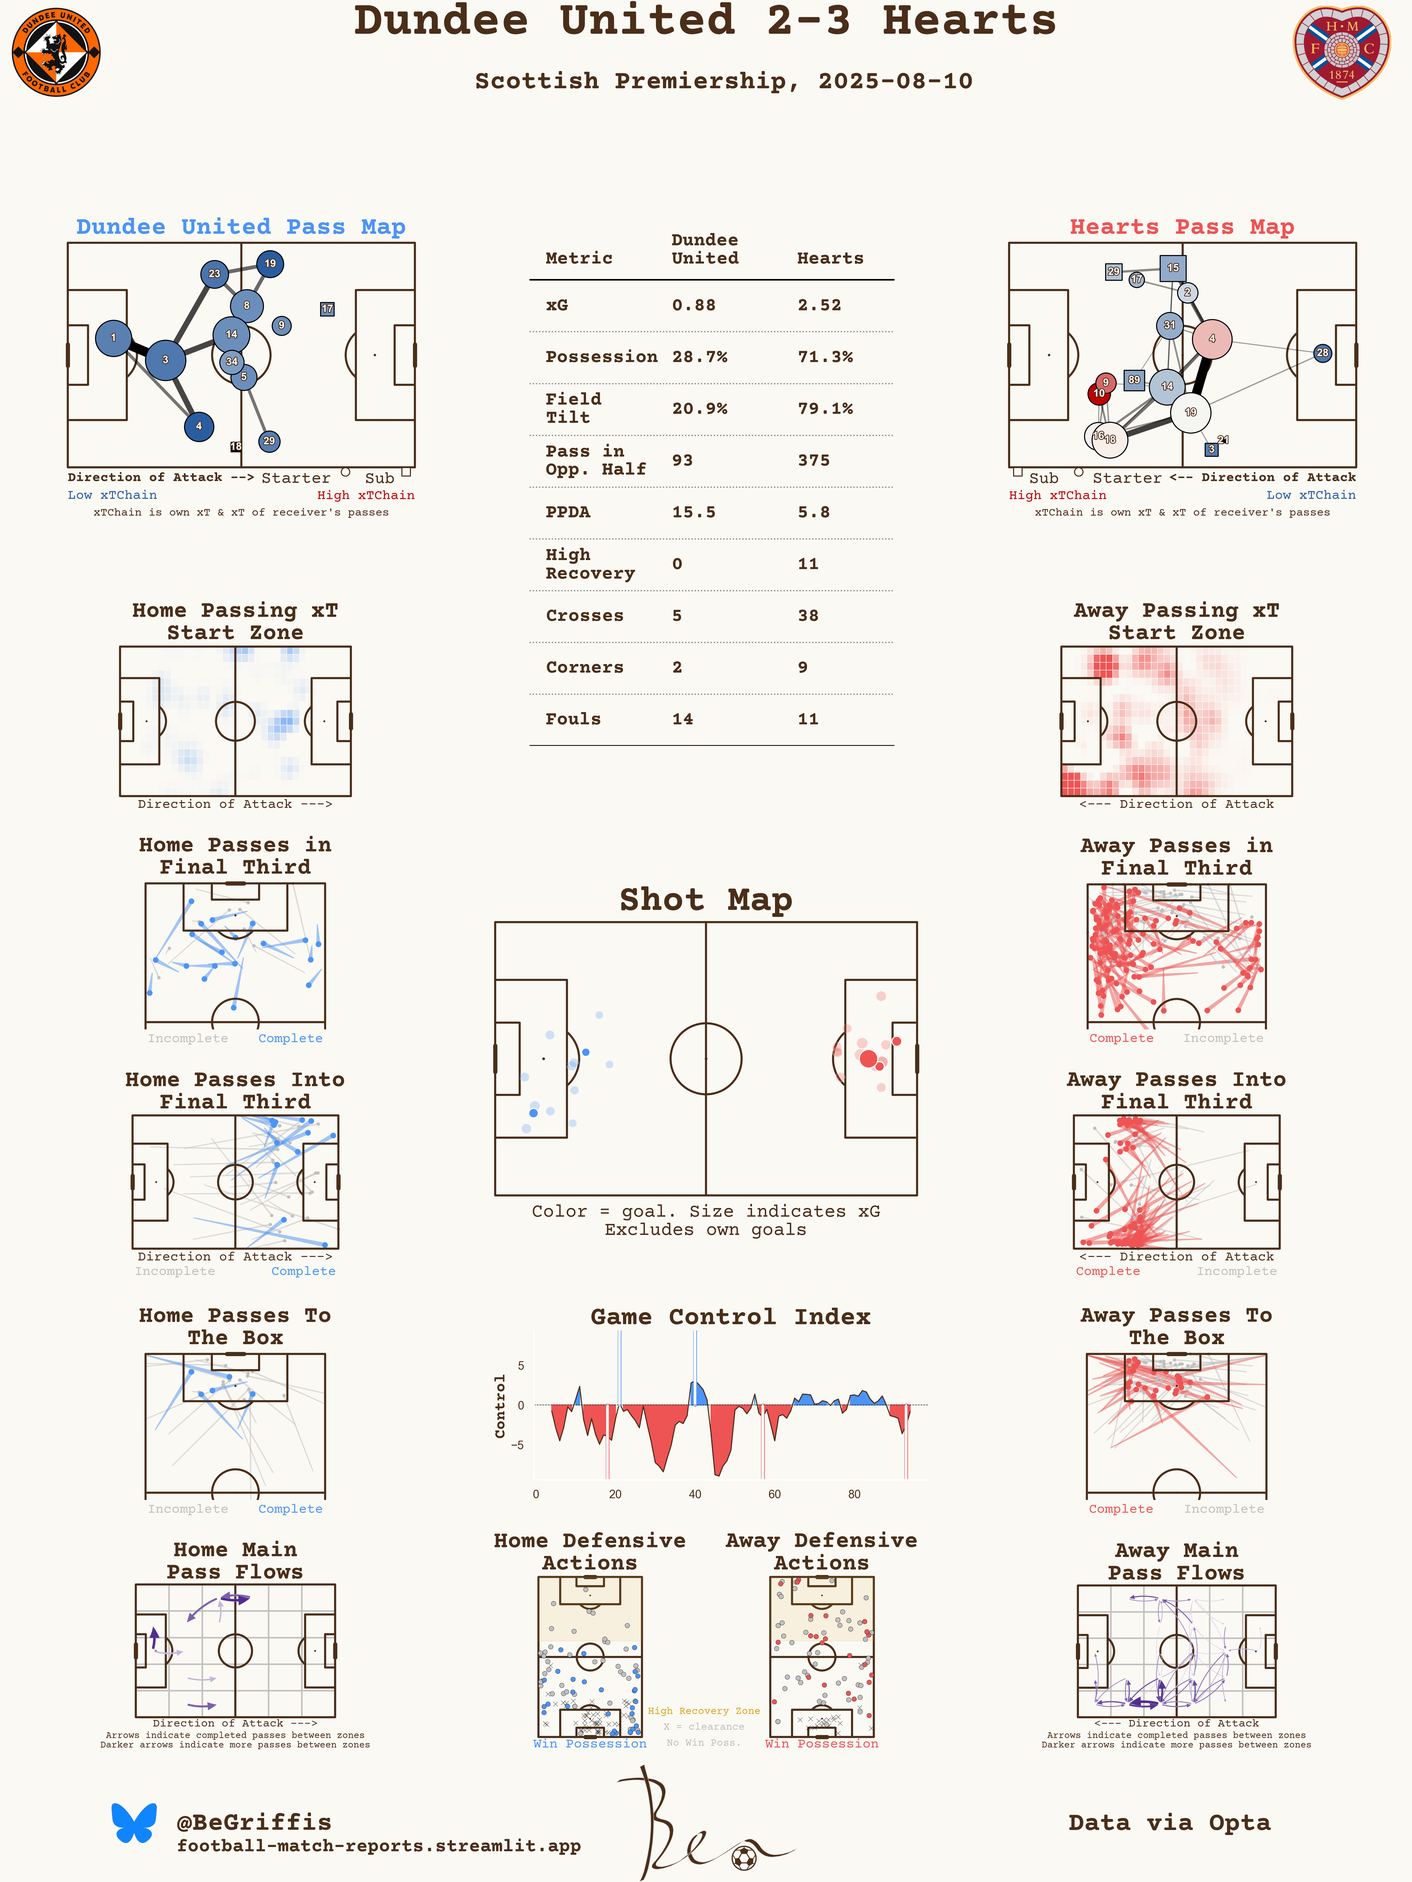 Dundee United 2-3 Hearts
Scottish Premiership, 2025-08-10
DUNDEE UNITED
FOOTBALL CLUB
H M
F C
1874
Dundee United Pass Map
23
19
8
17
9
1
14
3
34
5
4
18
29
Direction of Attack --> Starter Sub
Low xTChain High xTChain
xTChain is own xT & xT of receiver's passes
Metric Dundee United Hearts
xG 0.88 2.52
Possession 28.7% 71.3%
Field Tilt 20.9% 79.1%
Pass in Opp. Half 93 375
PPDA 15.5 5.8
High Recovery 0 11
Crosses 5 38
Corners 2 9
Fouls 14 11
Hearts Pass Map
29
15
17
2
31
4
28
9
89
10
14
19
16
18
21
3
Sub Starter <-- Direction of Attack
High xTChain Low xTChain
xTChain is own xT & xT of receiver's passes
Home Passing xT
Start Zone
Direction of Attack --->
Away Passing xT
Start Zone
<--- Direction of Attack
Home Passes in
Final Third
Incomplete Complete
Away Passes in
Final Third
Complete Incomplete
Shot Map
Color = goal. Size indicates xG
Excludes own goals
Home Passes Into
Final Third
Direction of Attack --->
Incomplete Complete
Away Passes Into
Final Third
<--- Direction of Attack
Complete Incomplete
Home Passes To
The Box
Incomplete Complete
Game Control Index
Control
5
0
−5
0 20 40 60 80
Away Passes To
The Box
Complete Incomplete
Home Main
Pass Flows
Direction of Attack --->
Arrows indicate completed passes between zones
Darker arrows indicate more passes between zones
Home Defensive
Actions
Win Possession
Away Defensive
Actions
Win Possession
High Recovery Zone
X = clearance
No Win Poss.
Away Main
Pass Flows
<--- Direction of Attack
Arrows indicate completed passes between zones
Darker arrows indicate more passes between zones
@BeGriffis
football-match-reports.streamlit.app
Ben
Data via Opta